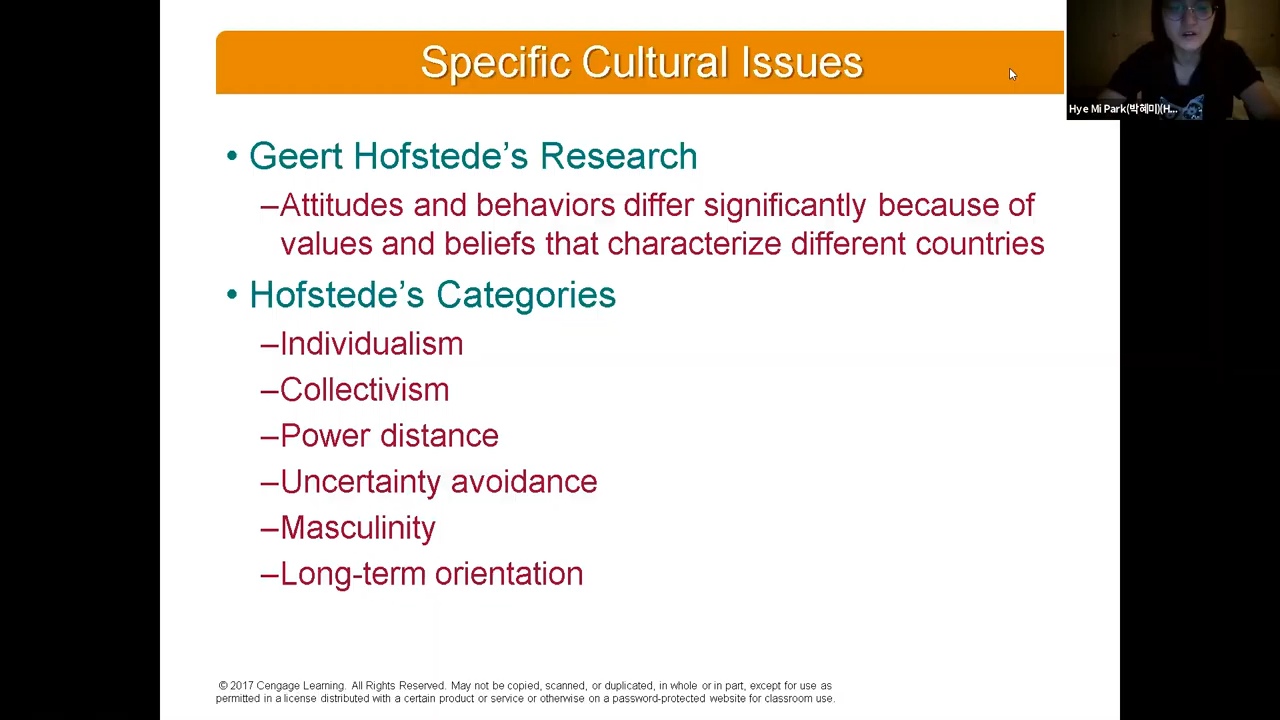 Specific Cultural Issues
Hye Mi Park(박혜미)(H...
• Geert Hofstede's Research
–Attitudes and behaviors differ significantly because of
values and beliefs that characterize different countries
• Hofstede's Categories
–Individualism
–Collectivism
–Power distance
–Uncertainty avoidance
–Masculinity
–Long-term orientation
© 2017 Cengage Learning. All Rights Reserved. May not be copied, scanned, or duplicated, in whole or in part, except for use as
permitted in a license distributed with a certain product or service or otherwise on a password-protected website for classroom use.